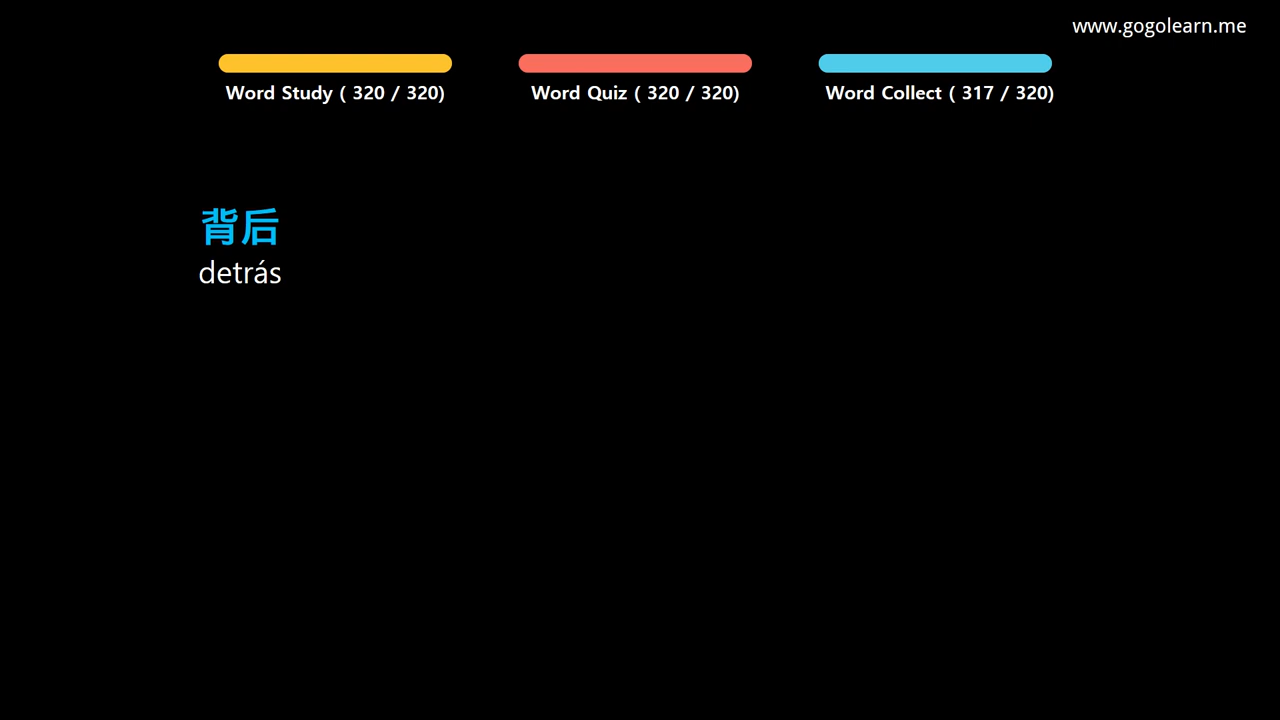 www.gogolearn.me
Word Study ( 320 / 320)
Word Quiz ( 320 / 320)
Word Collect ( 317 / 320)
背后
detrás